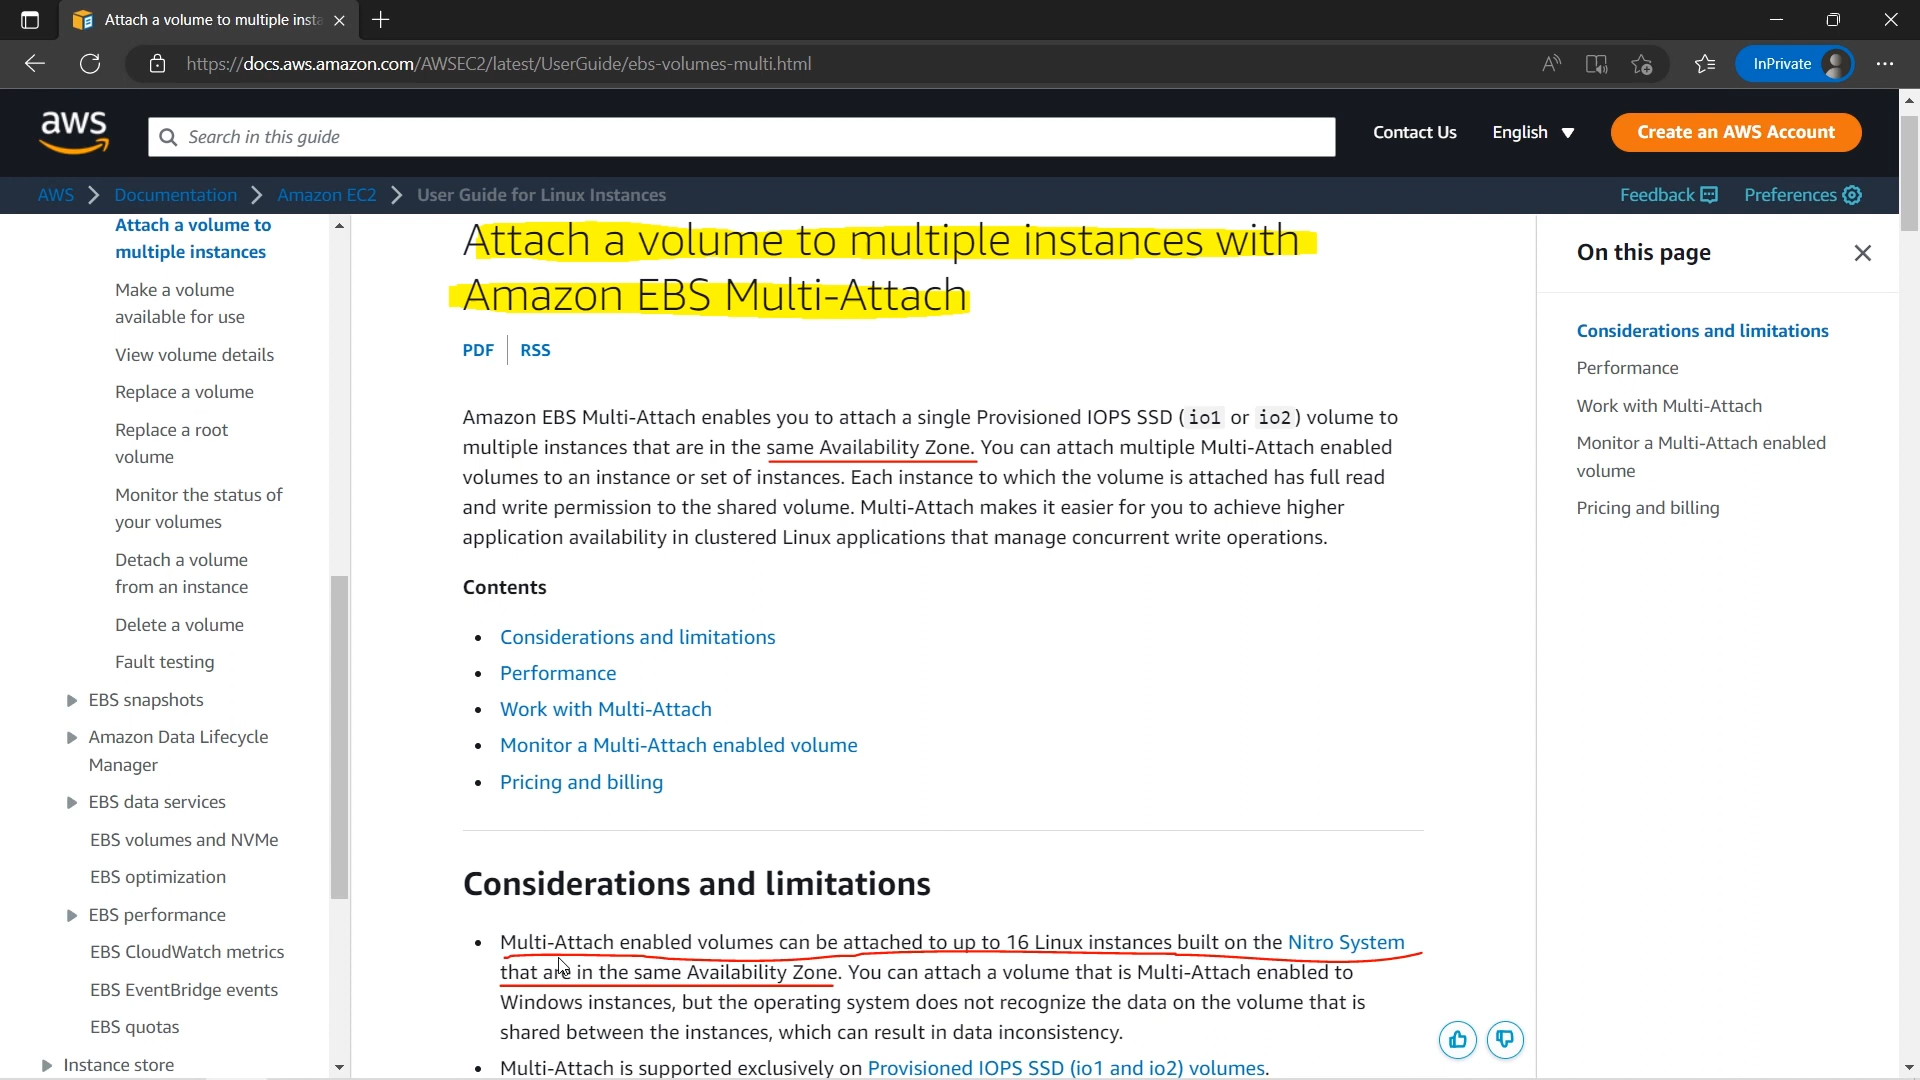 Attach a volume to multiple insta
https://docs.aws.amazon.com/AWSEC2/latest/UserGuide/ebs-volumes-multi.html
InPrivate
aws
Search in this guide
Contact Us
English
Create an AWS Account
AWS
Documentation
Amazon EC2
User Guide for Linux Instances
Feedback
Preferences
Attach a volume to
multiple instances
Make a volume
available for use
View volume details
Replace a volume
Replace a root
volume
Monitor the status of
your volumes
Detach a volume
from an instance
Delete a volume
Fault testing
EBS snapshots
Amazon Data Lifecycle
Manager
EBS data services
EBS volumes and NVMe
EBS optimization
EBS performance
EBS CloudWatch metrics
EBS EventBridge events
EBS quotas
Instance store
Attach a volume to multiple instances with
Amazon EBS Multi-Attach
PDF
RSS
Amazon EBS Multi-Attach enables you to attach a single Provisioned IOPS SSD (io1 or io2) volume to
multiple instances that are in the same Availability Zone. You can attach multiple Multi-Attach enabled
volumes to an instance or set of instances. Each instance to which the volume is attached has full read
and write permission to the shared volume. Multi-Attach makes it easier for you to achieve higher
application availability in clustered Linux applications that manage concurrent write operations.
Contents
• Considerations and limitations
• Performance
• Work with Multi-Attach
• Monitor a Multi-Attach enabled volume
• Pricing and billing
Considerations and limitations
• Multi-Attach enabled volumes can be attached to up to 16 Linux instances built on the Nitro System
that are in the same Availability Zone. You can attach a volume that is Multi-Attach enabled to
Windows instances, but the operating system does not recognize the data on the volume that is
shared between the instances, which can result in data inconsistency.
• Multi-Attach is supported exclusively on Provisioned IOPS SSD (io1 and io2) volumes.
On this page
Considerations and limitations
Performance
Work with Multi-Attach
Monitor a Multi-Attach enabled
volume
Pricing and billing